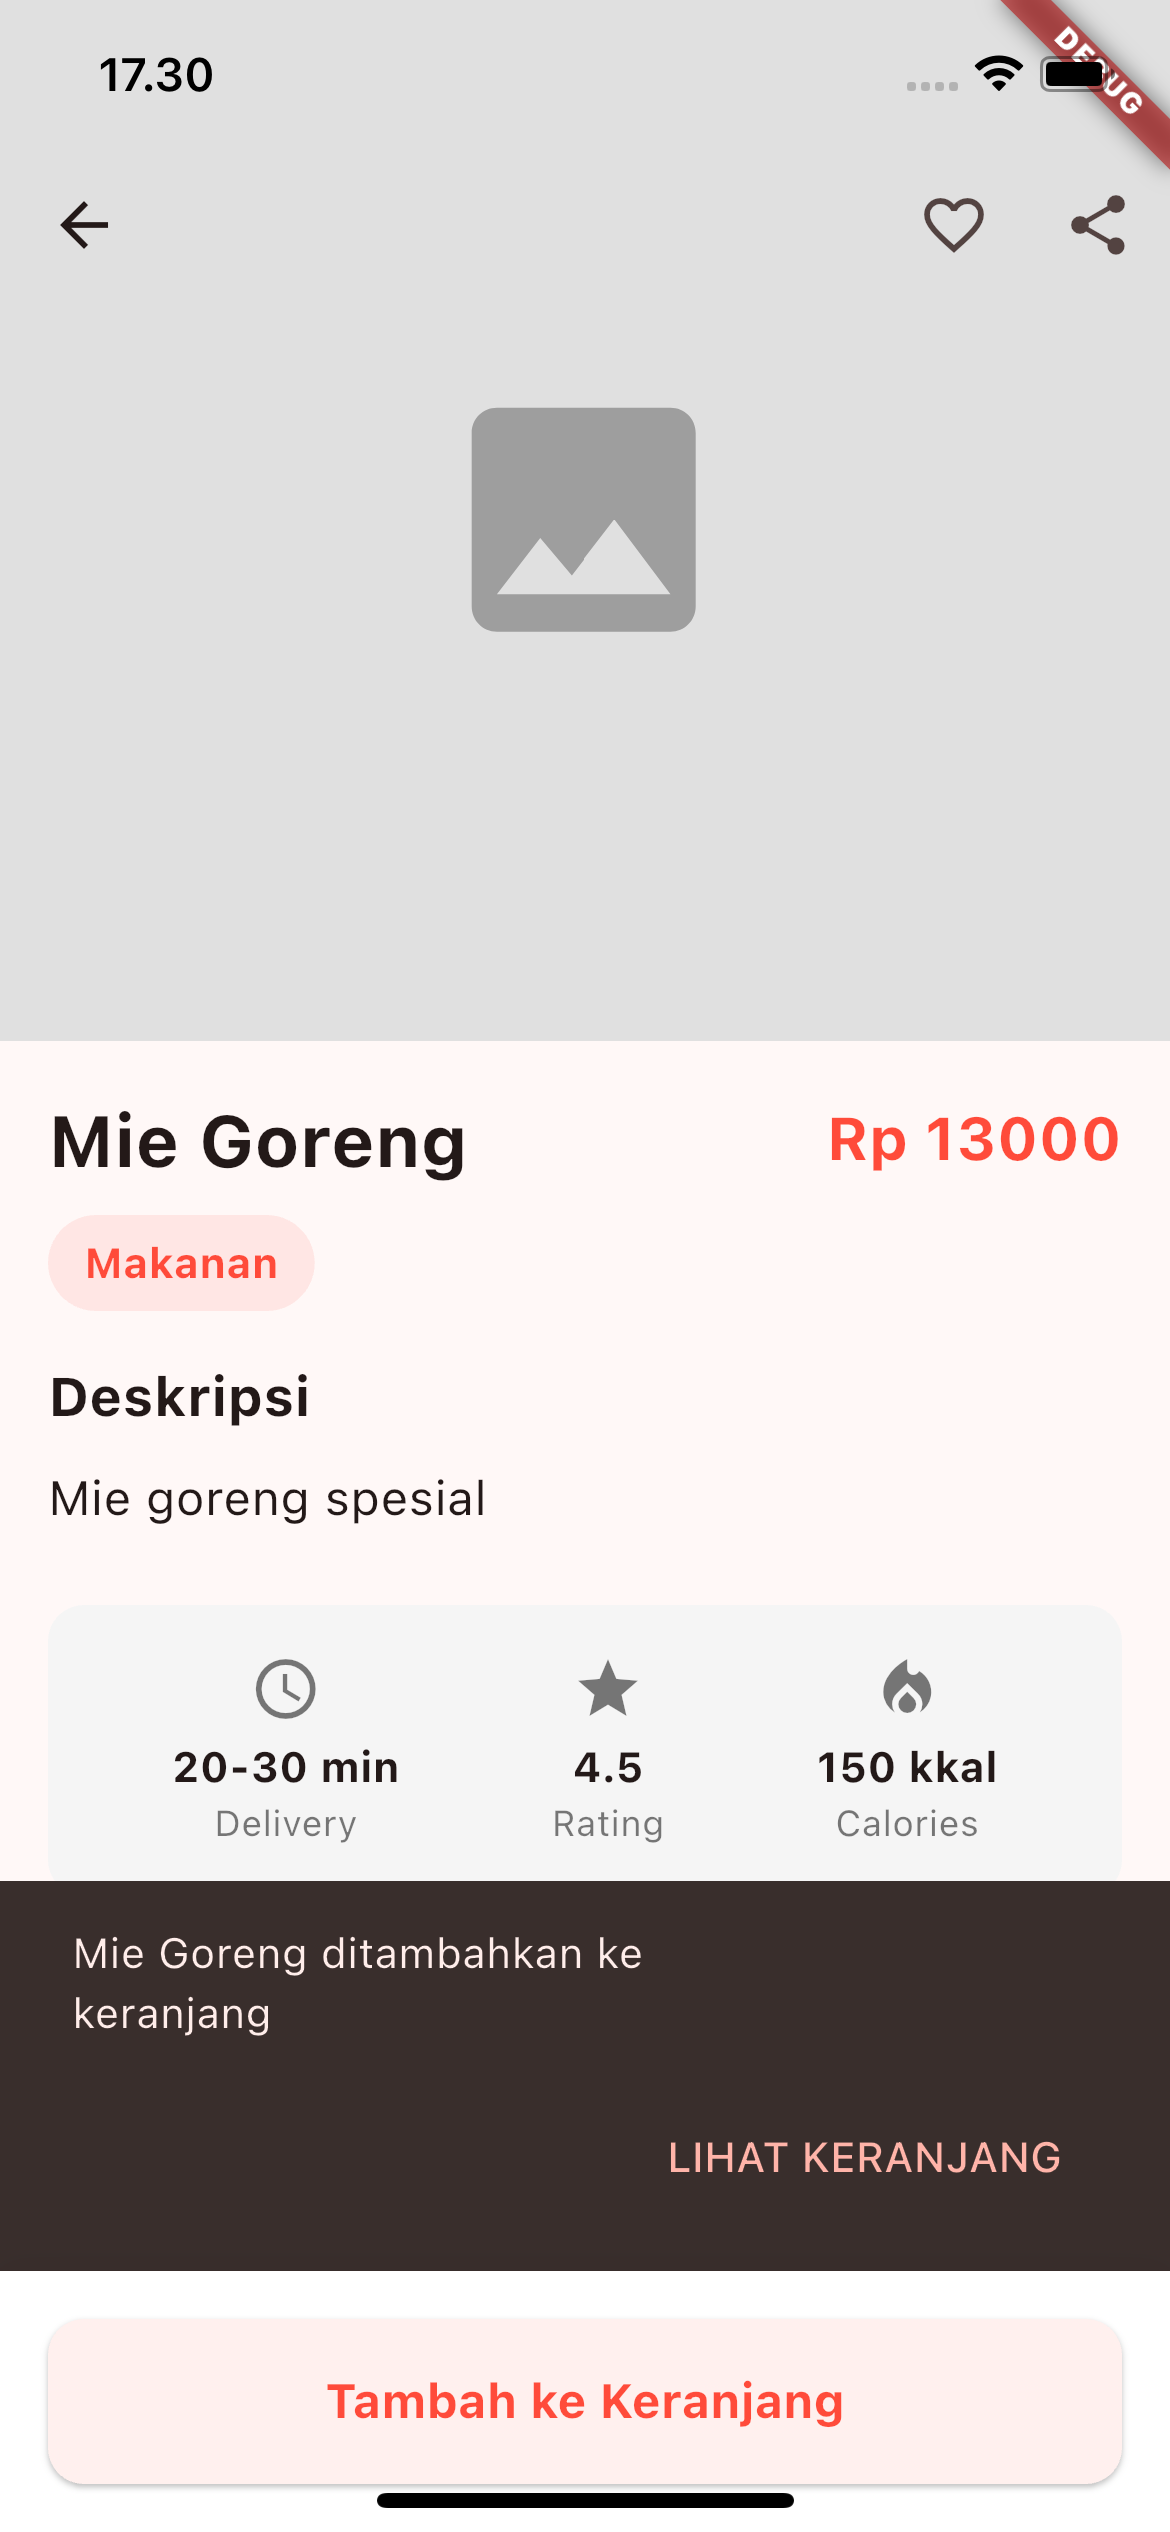 17.30
DEBUG
Mie Goreng
Rp 13000
Makanan
Deskripsi
Mie goreng spesial
20-30 min
4.5
150 kkal
Delivery
Rating
Calories
Mie Goreng ditambahkan ke
keranjang
LIHAT KERANJANG
Tambah ke Keranjang